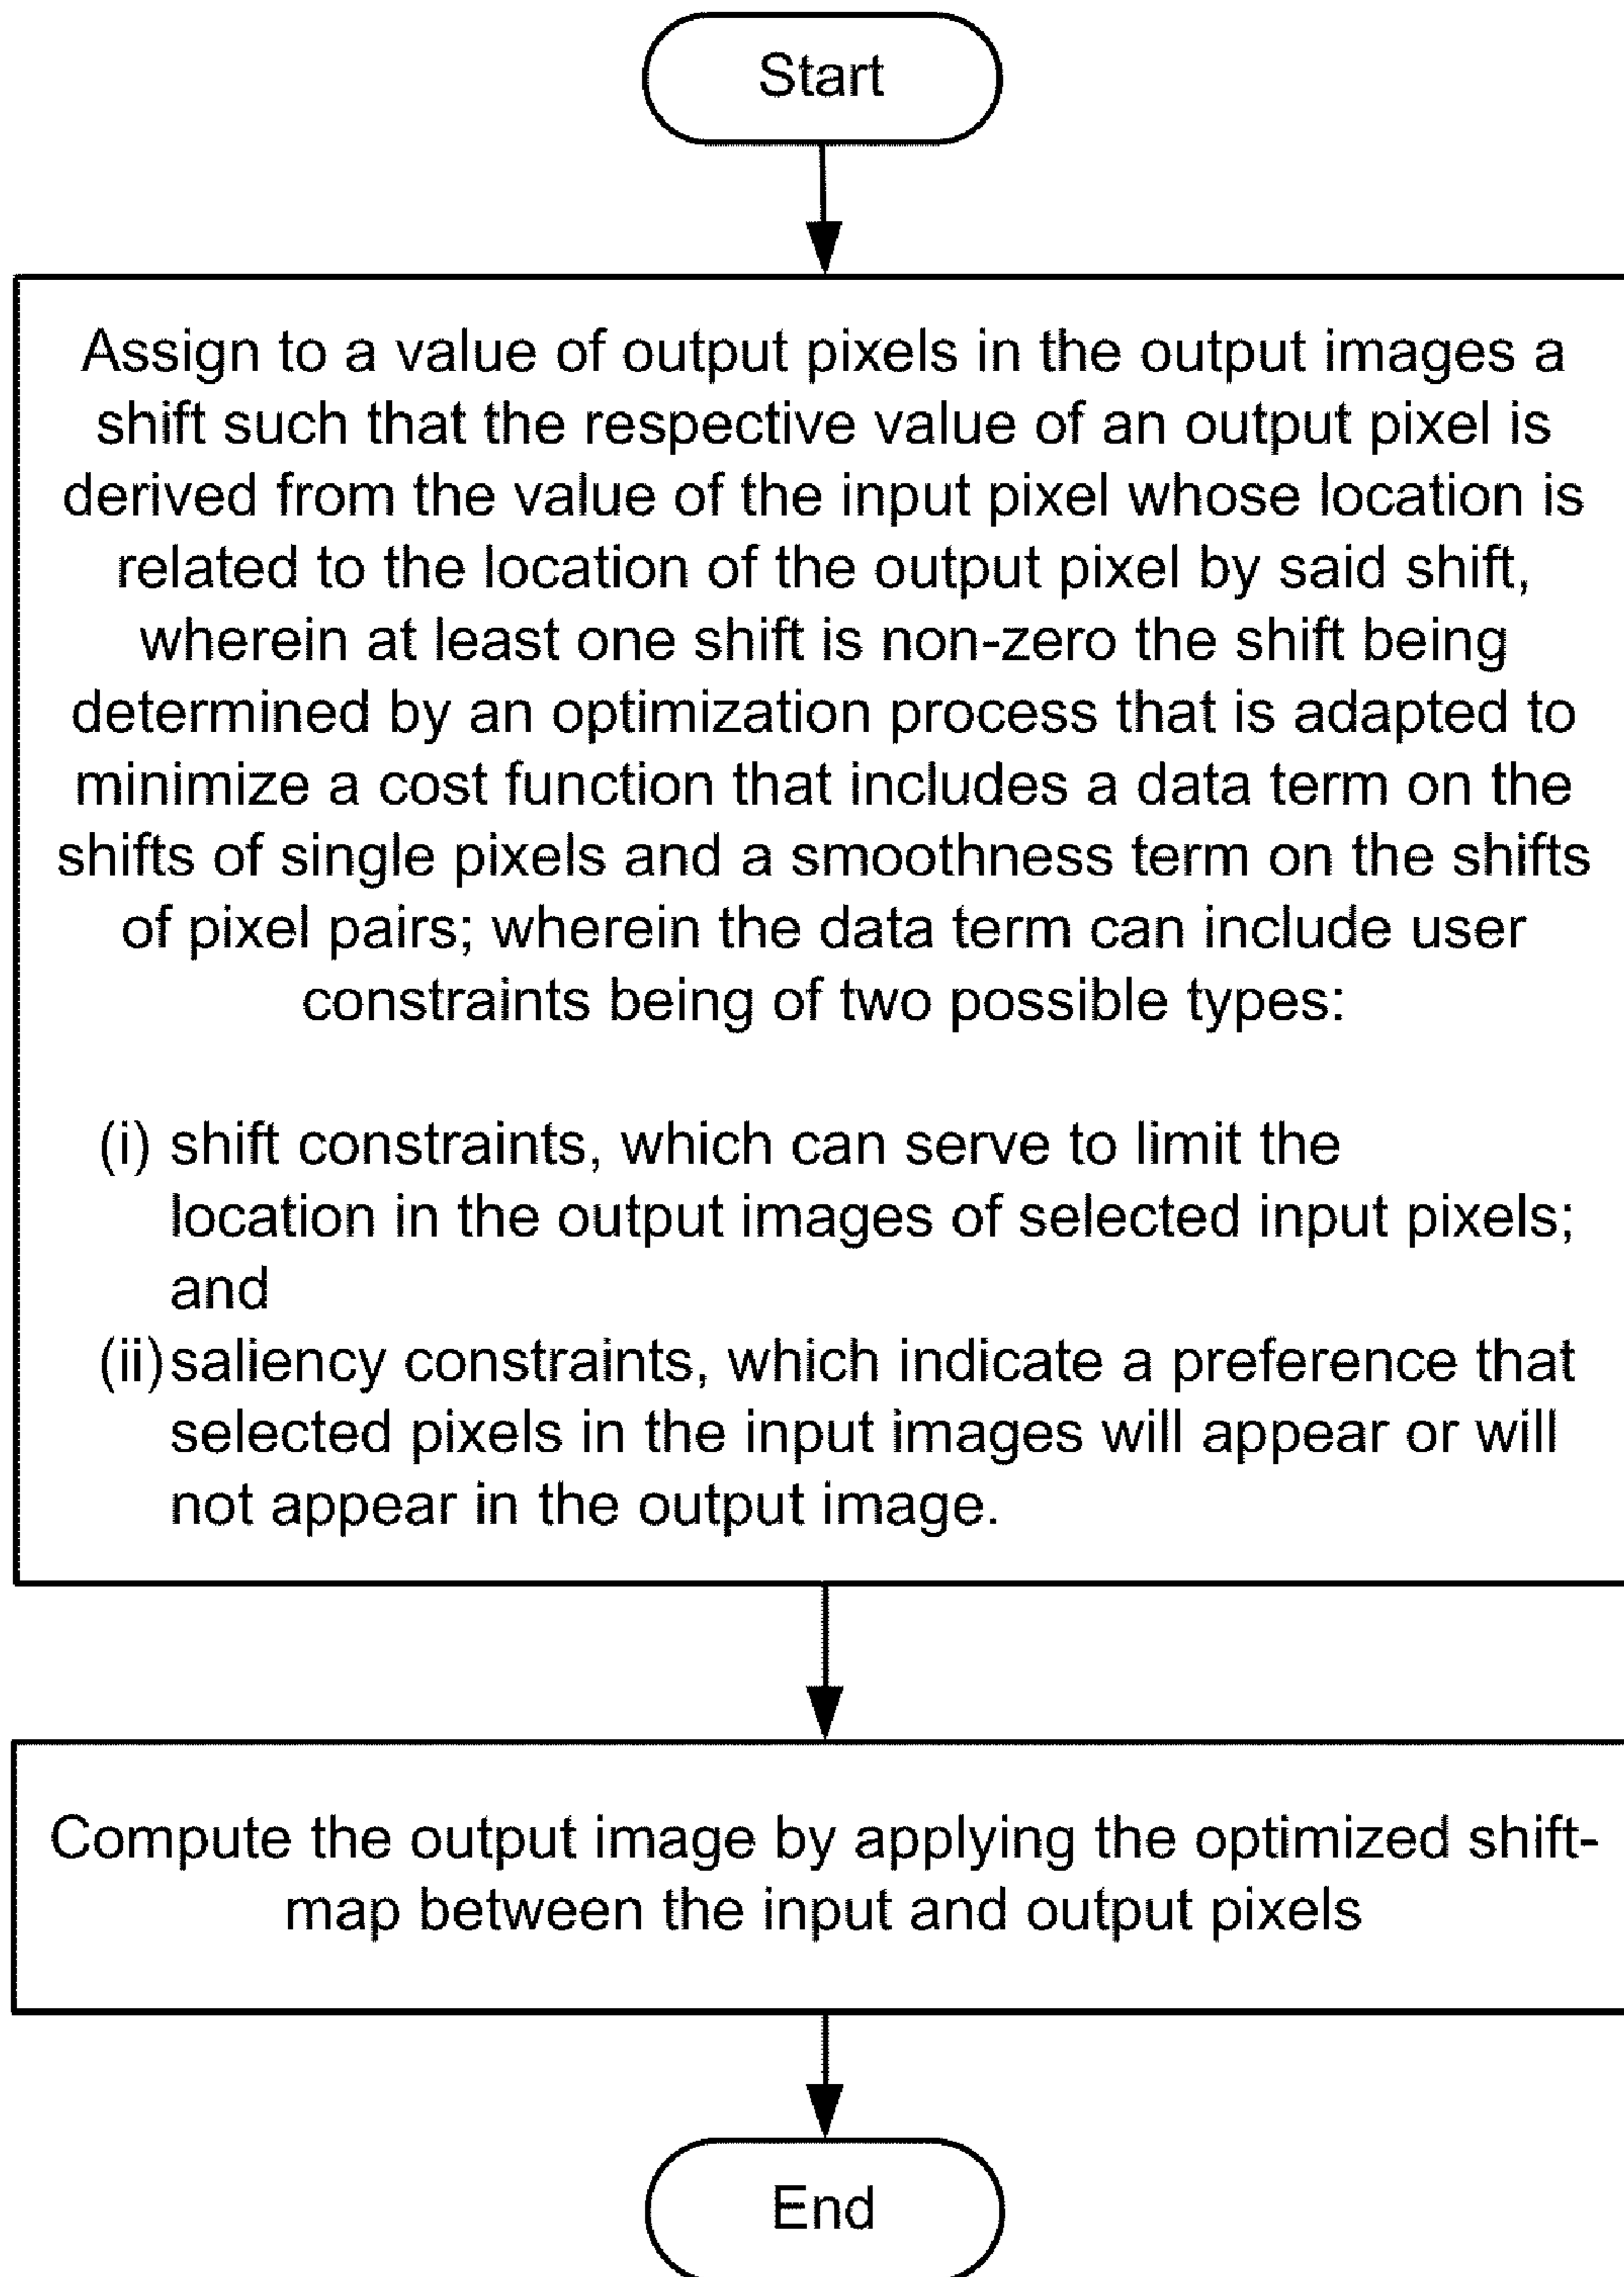 Start
Assign to a value of output pixels in the output images a
shift such that the respective value of an output pixel is
derived from the value of the input pixel whose location is
related to the location of the output pixel by said shift,
wherein at least one shift is non-zero the shift being
determined by an optimization process that is adapted to
minimize a cost function that includes a data term on the
shifts of single pixels and a smoothness term on the shifts
of pixel pairs; wherein the data term can include user
constraints being of two possible types:
(i) shift constraints, which can serve to limit the
location in the output images of selected input pixels;
and
(ii) saliency constraints, which indicate a preference that
selected pixels in the input images will appear or will
not appear in the output image.
Compute the output image by applying the optimized shift-
map between the input and output pixels
End